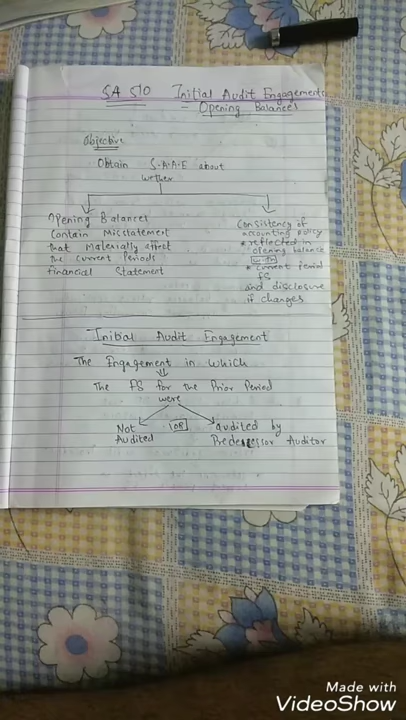 SA 510 Initial Audit Engagements
- Opening Balances
Objective
Obtain S.A.A.E about
wether
Opening Balances
Contain Misstatement
that Materially effect
the current Periods
financial Statement
Consistency of
accounting policy
* reflected in
opening balance
with
* current period
FS
and disclosure
if changes
Initial Audit Engagement
The Engagement in Which
The FS for the Prior Period
were
Not
Audited
OR
audited by
Predecessor Auditor
Made with
VideoShow